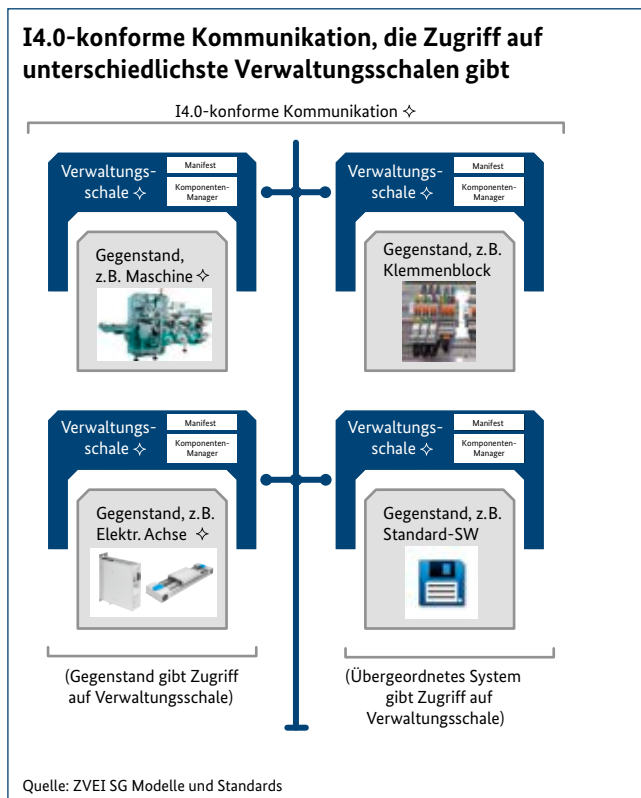 I4.0-konforme Kommunikation, die Zugriff auf
unterschiedlichste Verwaltungsschalen gibt
I4.0-konforme Kommunikation ✧
Verwaltungs-
schale ✧
Manifest
Komponenten-
Manager
Gegenstand,
z.B. Maschine ✧
Verwaltungs-
schale ✧
Manifest
Komponenten-
Manager
Gegenstand, z.B.
Klemmenblock
Verwaltungs-
schale ✧
Manifest
Komponenten-
Manager
Gegenstand, z.B.
Elektr. Achse ✧
Verwaltungs-
schale ✧
Manifest
Komponenten-
Manager
Gegenstand, z.B.
Standard-SW
(Gegenstand gibt Zugriff
auf Verwaltungsschale)
(Übergeordnetes System
gibt Zugriff auf
Verwaltungsschale)
Quelle: ZVEI SG Modelle und Standards